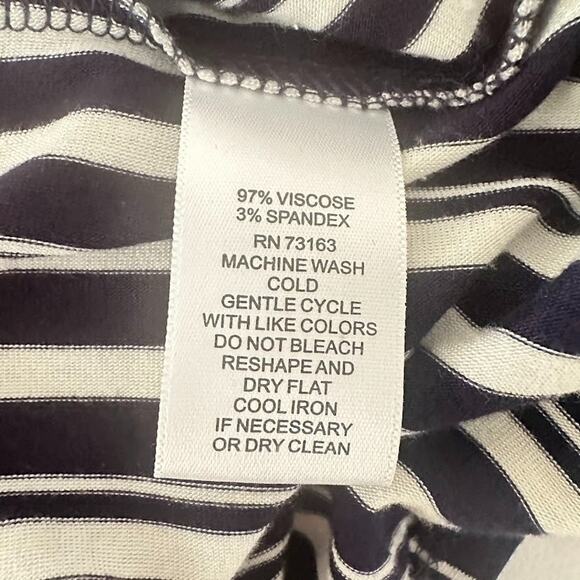 97% VISCOSE
3% SPANDEX
RN 73163
MACHINE WASH
COLD
GENTLE CYCLE
WITH LIKE COLORS
DO NOT BLEACH
RESHAPE AND
DRY FLAT
COOL IRON
IF NECESSARY
OR DRY CLEAN